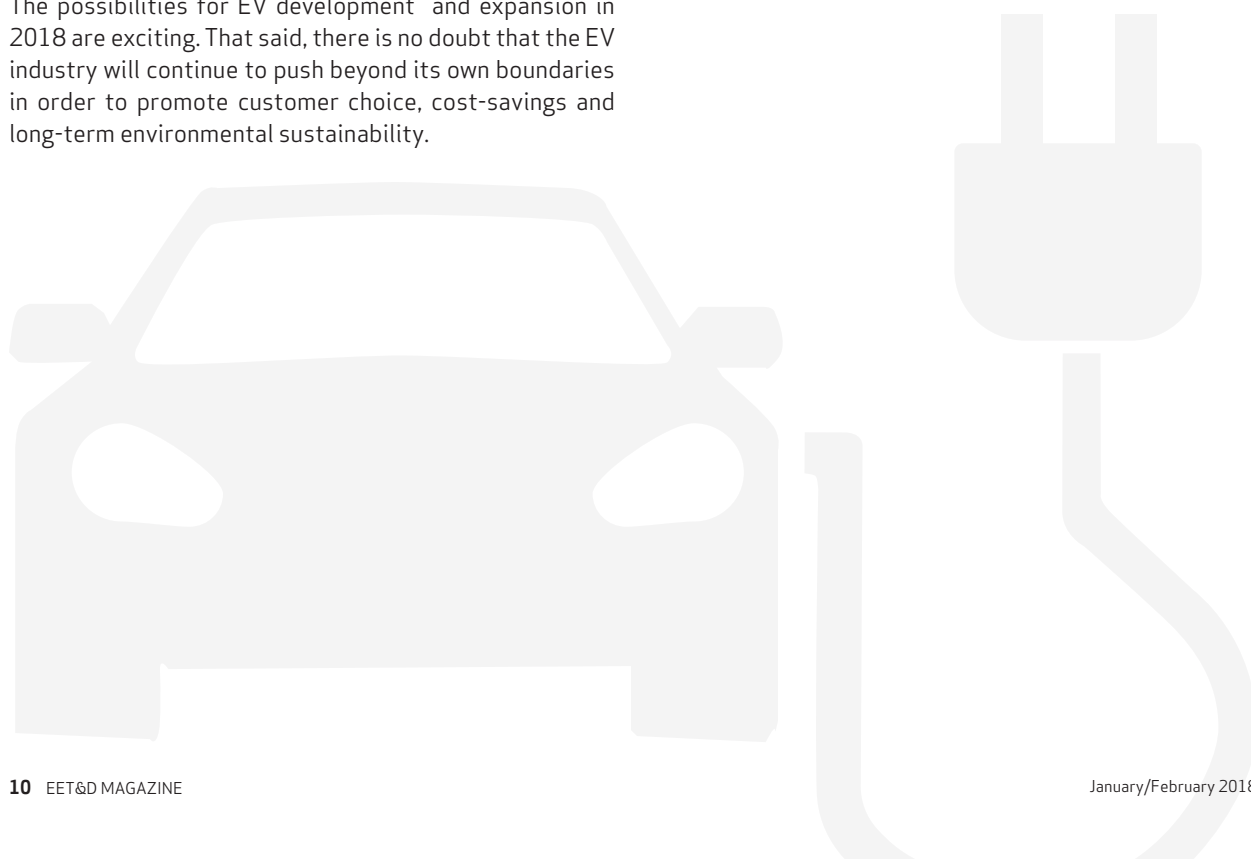 The possibilities for EV development and expansion in
2018 are exciting. That said, there is no doubt that the EV
industry will continue to push beyond its own boundaries
in order to promote customer choice, cost-savings and
long-term environmental sustainability.
10 EET&D MAGAZINE
January/February 2018